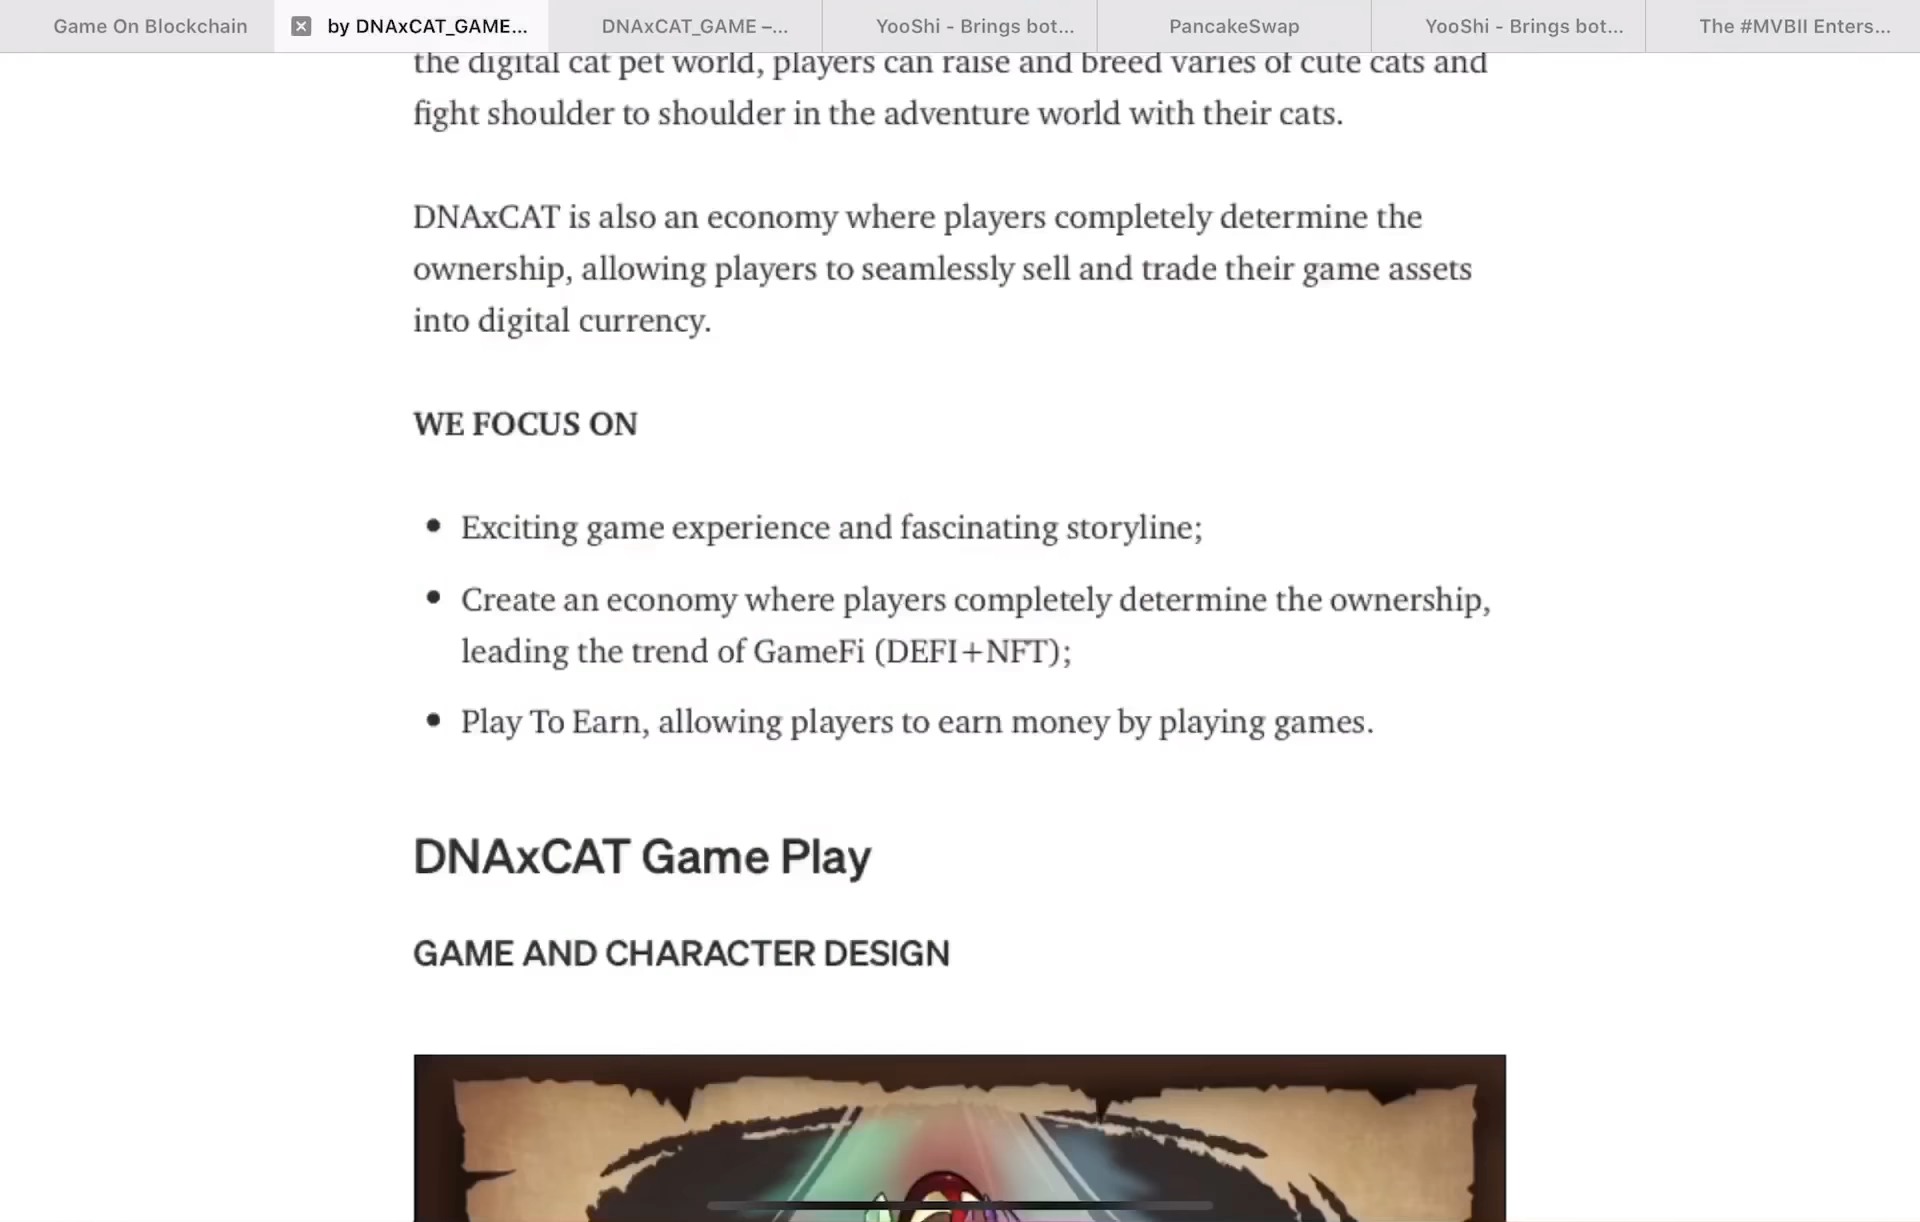 Game On Blockchain
by DNAxCAT_GAME...
DNAxCAT_GAME –...
YooShi - Brings bot...
PancakeSwap
YooShi - Brings bot...
The #MVBII Enters...
the digital cat pet world, players can raise and breed varies of cute cats and
fight shoulder to shoulder in the adventure world with their cats.
DNAxCAT is also an economy where players completely determine the
ownership, allowing players to seamlessly sell and trade their game assets
into digital currency.
WE FOCUS ON
Exciting game experience and fascinating storyline;
Create an economy where players completely determine the ownership,
leading the trend of GameFi (DEFI+NFT);
Play To Earn, allowing players to earn money by playing games.
DNAxCAT Game Play
GAME AND CHARACTER DESIGN